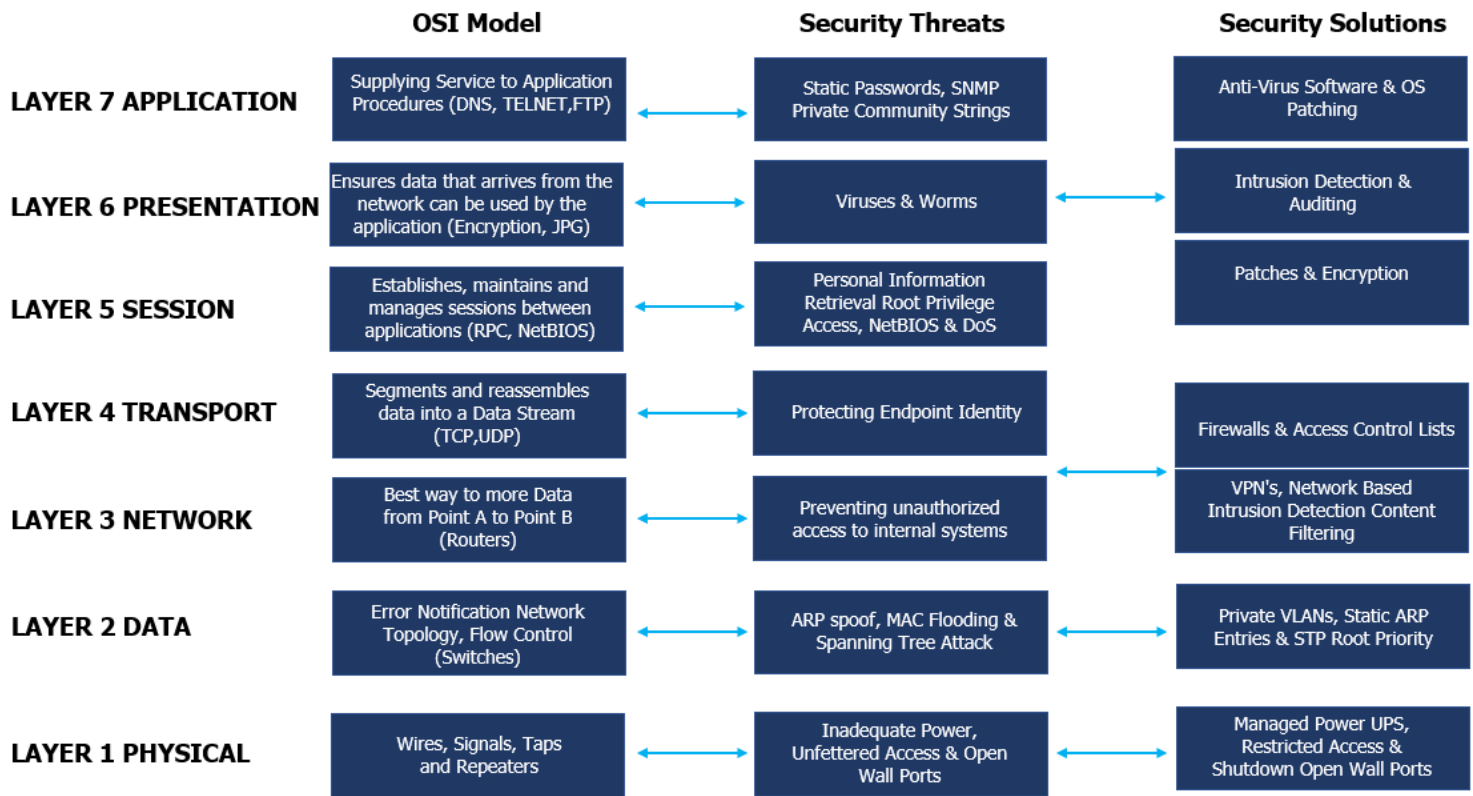 OSI Model
Security Threats
Security Solutions
LAYER 7 APPLICATION
Supplying Service to Application
Procedures (DNS, TELNET,FTP)
Static Passwords, SNMP
Private Community Strings
Anti-Virus Software & OS
Patching
LAYER 6 PRESENTATION
Ensures data that arrives from the
network can be used by the
application (Encryption, JPG)
Viruses & Worms
Intrusion Detection &
Auditing
LAYER 5 SESSION
Establishes, maintains and
manages sessions between
applications (RPC, NetBIOS)
Personal Information
Retrieval Root Privilege
Access, NetBIOS & DoS
Patches & Encryption
LAYER 4 TRANSPORT
Segments and reassembles
data into a Data Stream
(TCP,UDP)
Protecting Endpoint Identity
Firewalls & Access Control Lists
LAYER 3 NETWORK
Best way to more Data
from Point A to Point B
(Routers)
Preventing unauthorized
access to internal systems
VPN's, Network Based
Intrusion Detection Content
Filtering
LAYER 2 DATA
Error Notification Network
Topology, Flow Control
(Switches)
ARP spoof, MAC Flooding &
Spanning Tree Attack
Private VLANs, Static ARP
Entries & STP Root Priority
LAYER 1 PHYSICAL
Wires, Signals, Taps
and Repeaters
Inadequate Power,
Unfettered Access & Open
Wall Ports
Managed Power UPS,
Restricted Access &
Shutdown Open Wall Ports